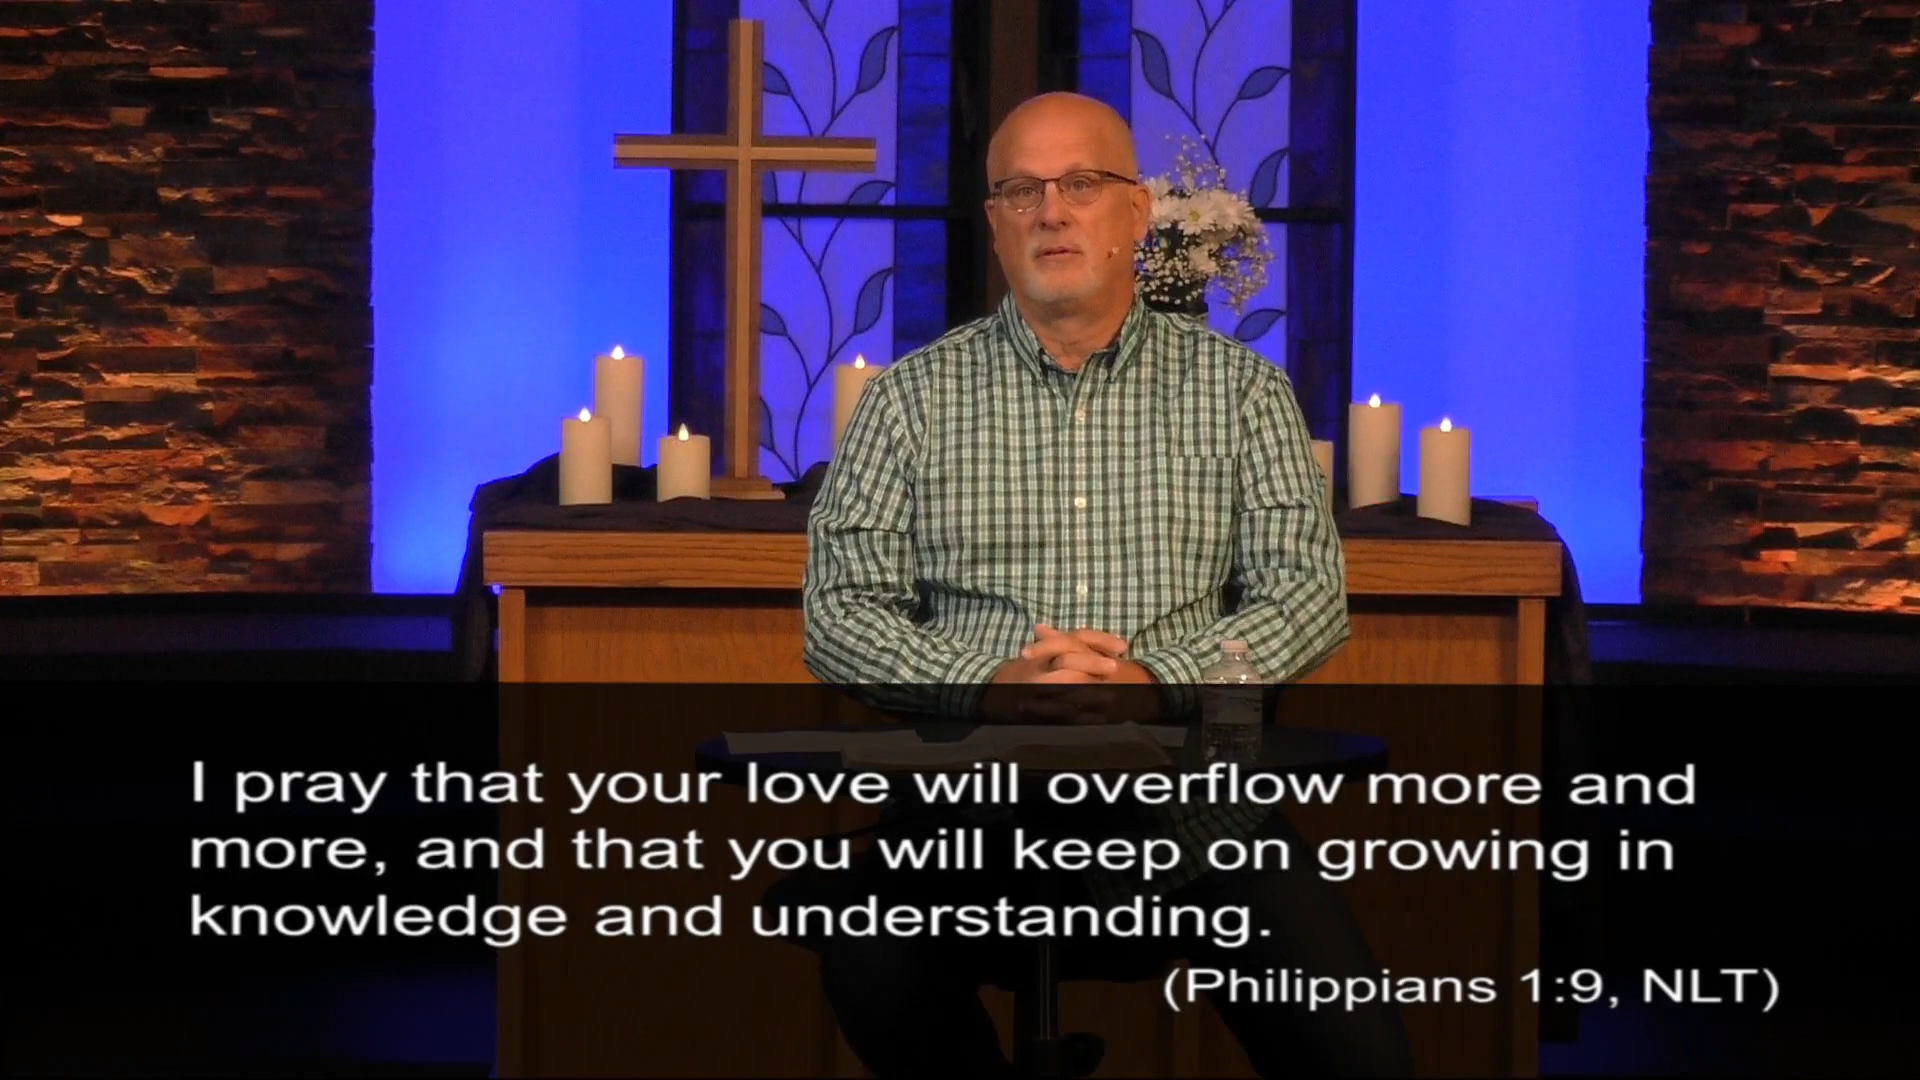 I pray that your love will overflow more and
more, and that you will keep on growing in
knowledge and understanding.
(Philippians 1:9, NLT)